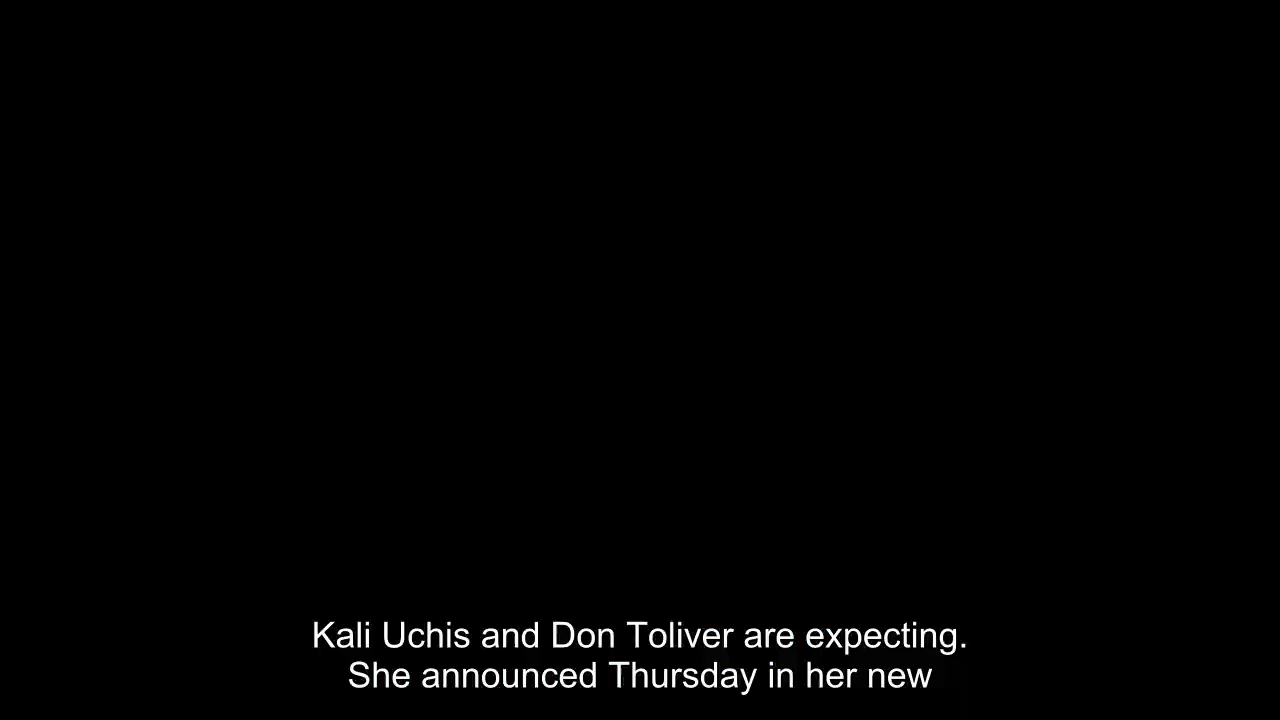 Kali Uchis and Don Toliver are expecting.
She announced Thursday in her new